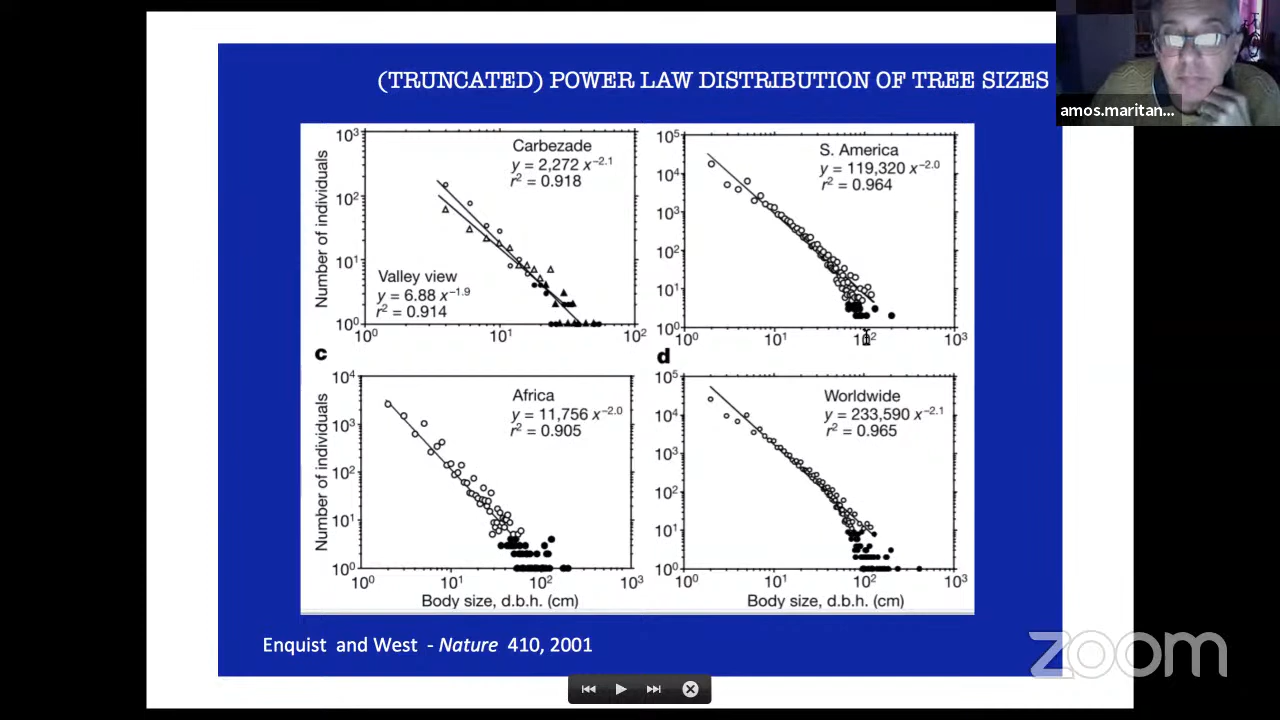 (TRUNCATED) POWER LAW DISTRIBUTION OF TREE SIZES
amos.maritan...
10³
10²
10¹
10⁰
Number of individuals
Carbezade
y = 2,272 x⁻²·¹
r² = 0.918
Valley view
y = 6.88 x⁻¹·⁹
r² = 0.914
10⁰
10¹
10²
10⁵
10⁴
10³
10²
10¹
10⁰
S. America
y = 119,320 x⁻²·⁰
r² = 0.964
10⁰
10¹
10²
10³
c
10⁴
10³
10²
10¹
10⁰
Number of individuals
Africa
y = 11,756 x⁻²·⁰
r² = 0.905
10⁰
10¹
10²
10³
Body size, d.b.h. (cm)
d
10⁵
10⁴
10³
10²
10¹
10⁰
Worldwide
y = 233,590 x⁻²·¹
r² = 0.965
10⁰
10¹
10²
10³
Body size, d.b.h. (cm)
Enquist and West - Nature 410, 2001
zoom